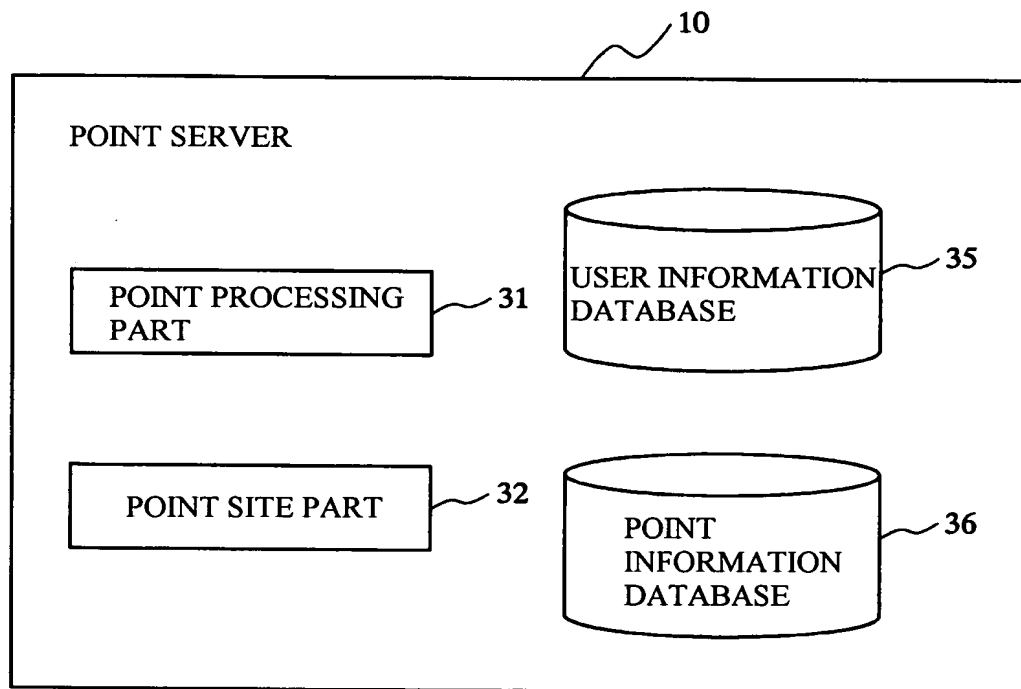 10
POINT SERVER
USER INFORMATION
DATABASE
35
POINT PROCESSING
PART
31
POINT SITE PART
32
POINT
INFORMATION
DATABASE
36